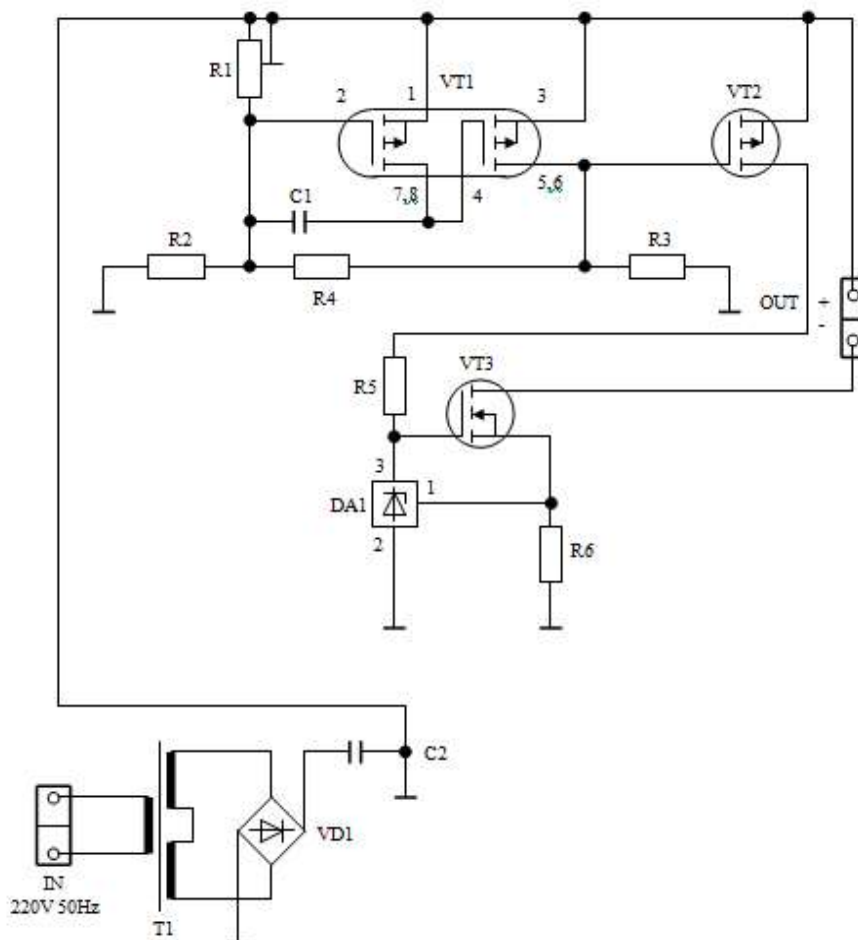 R1
2
1
VT1
3
VT2
C1
7,8
4
5,6
R2
R4
R3
OUT
+
-
R5
VT3
3
1
DA1
2
R6
C2
VD1
IN
220V 50Hz
T1